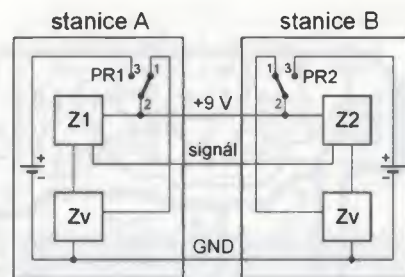 stanice A stanice B
3 1 1 3
PR1 PR2
2 +9 V 2
Z1 Z2
signál
+ +
− −
Zv Zv
GND